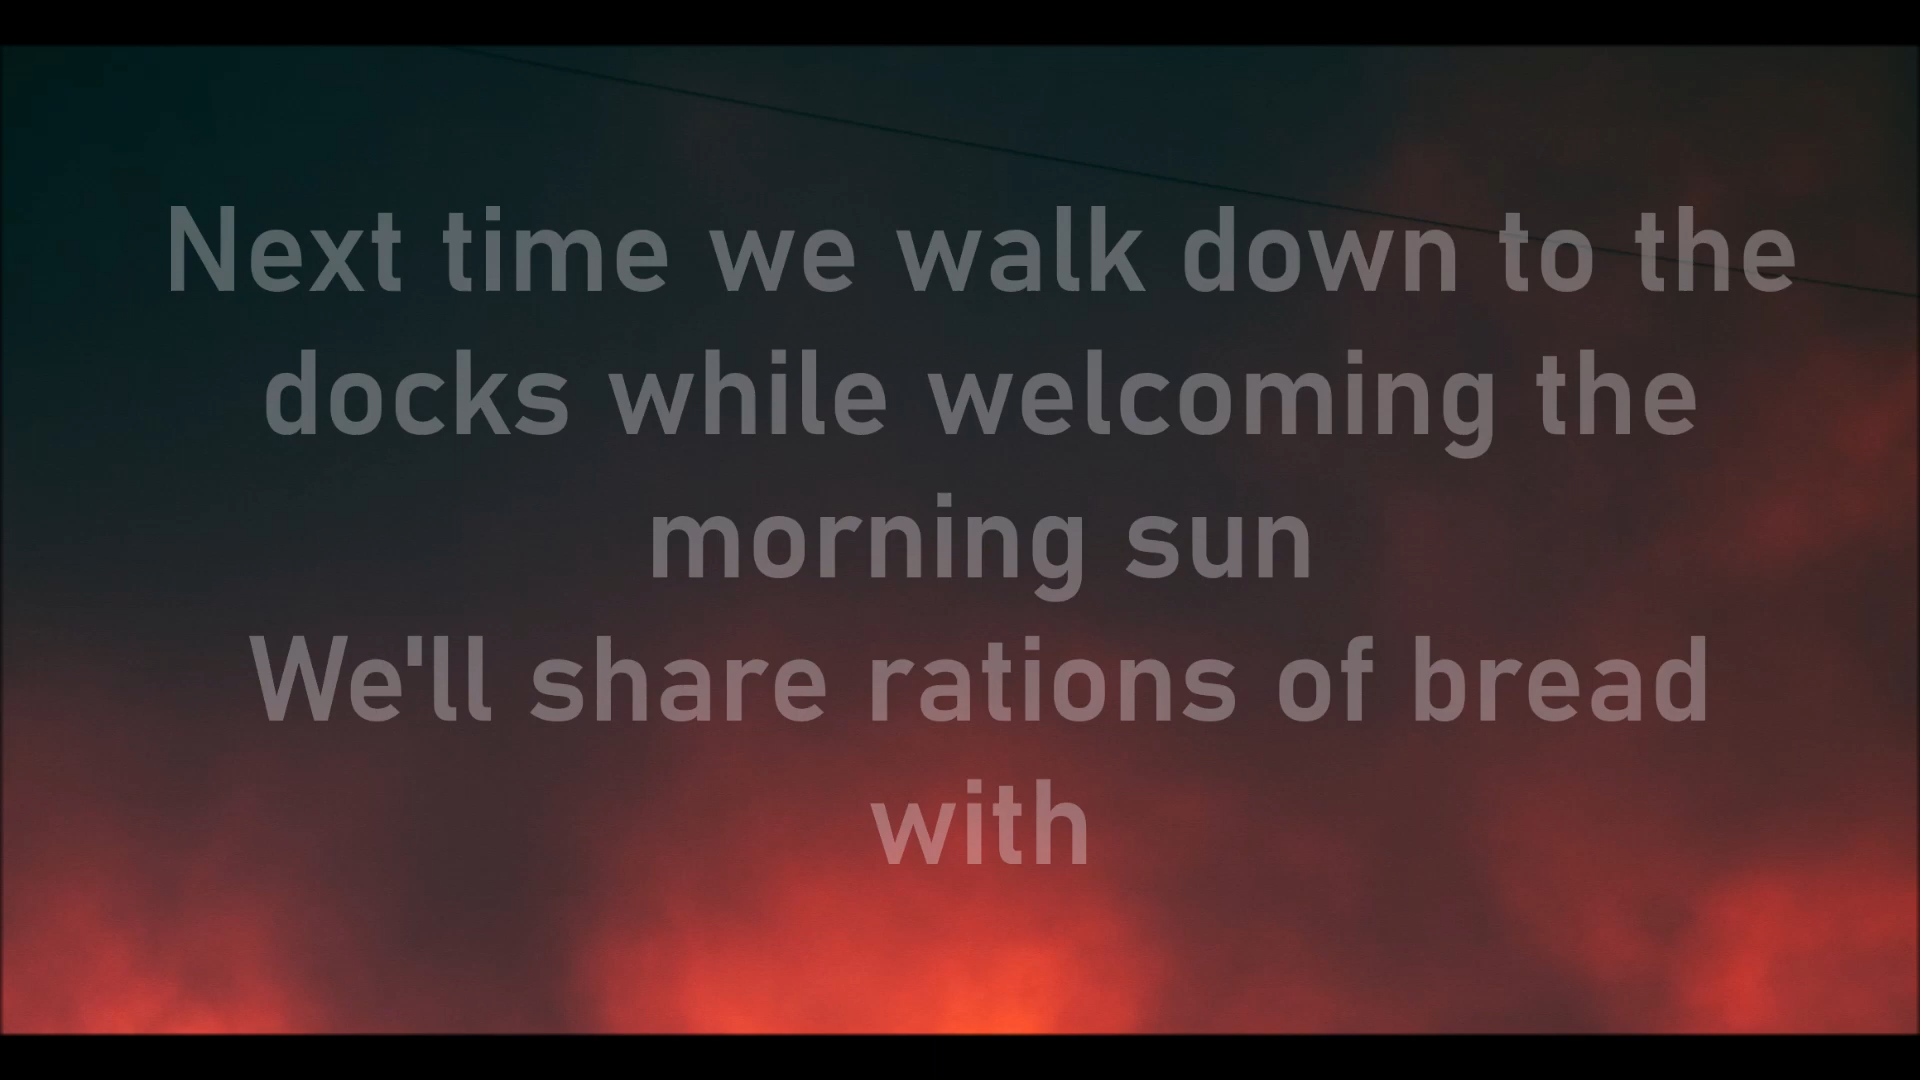 Next time we walk down to the
docks while welcoming the
morning sun
We'll share rations of bread
with